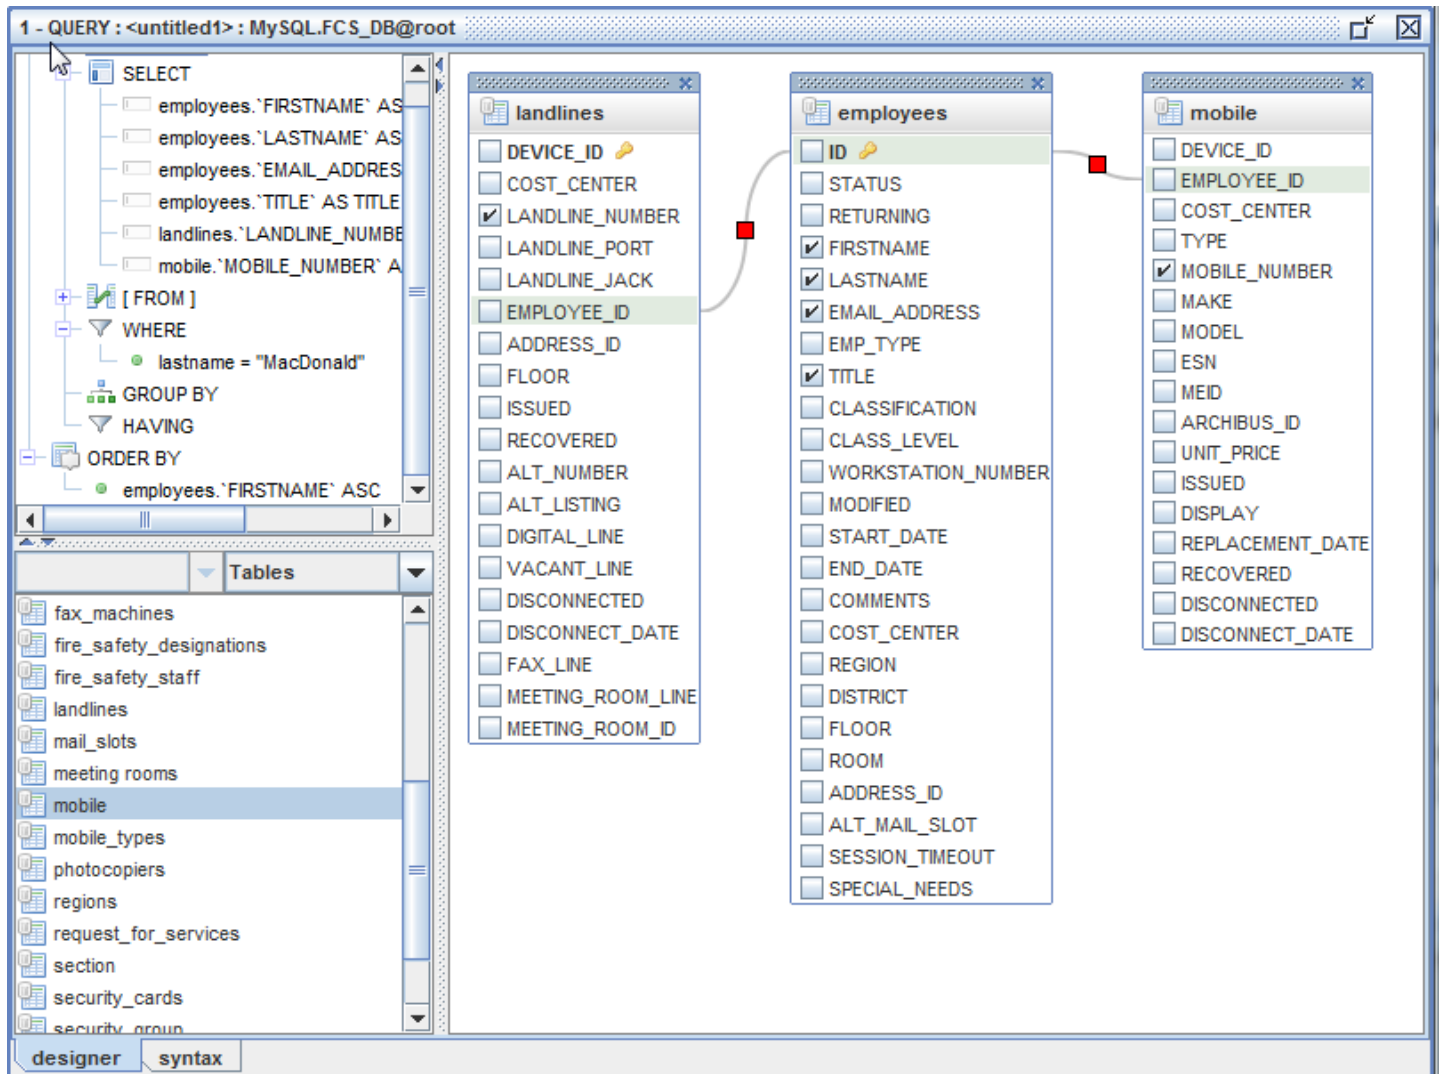 1 - QUERY : <untitled1> : MySQL.FCS_DB@root
SELECT
employees.`FIRSTNAME` AS
employees.`LASTNAME` AS
employees.`EMAIL_ADDRES
employees.`TITLE` AS TITLE
landlines.`LANDLINE_NUMBE
mobile.`MOBILE_NUMBER` A
[ FROM ]
WHERE
lastname = "MacDonald"
GROUP BY
HAVING
ORDER BY
employees.`FIRSTNAME` ASC
Tables
fax_machines
fire_safety_designations
fire_safety_staff
landlines
mail_slots
meeting rooms
mobile
mobile_types
photocopiers
regions
request_for_services
section
security_cards
security_group
designer
syntax
landlines
DEVICE_ID
COST_CENTER
LANDLINE_NUMBER
LANDLINE_PORT
LANDLINE_JACK
EMPLOYEE_ID
ADDRESS_ID
FLOOR
ISSUED
RECOVERED
ALT_NUMBER
ALT_LISTING
DIGITAL_LINE
VACANT_LINE
DISCONNECTED
DISCONNECT_DATE
FAX_LINE
MEETING_ROOM_LINE
MEETING_ROOM_ID
employees
ID
STATUS
RETURNING
FIRSTNAME
LASTNAME
EMAIL_ADDRESS
EMP_TYPE
TITLE
CLASSIFICATION
CLASS_LEVEL
WORKSTATION_NUMBER
MODIFIED
START_DATE
END_DATE
COMMENTS
COST_CENTER
REGION
DISTRICT
FLOOR
ROOM
ADDRESS_ID
ALT_MAIL_SLOT
SESSION_TIMEOUT
SPECIAL_NEEDS
mobile
DEVICE_ID
EMPLOYEE_ID
COST_CENTER
TYPE
MOBILE_NUMBER
MAKE
MODEL
ESN
MEID
ARCHIBUS_ID
UNIT_PRICE
ISSUED
DISPLAY
REPLACEMENT_DATE
RECOVERED
DISCONNECTED
DISCONNECT_DATE